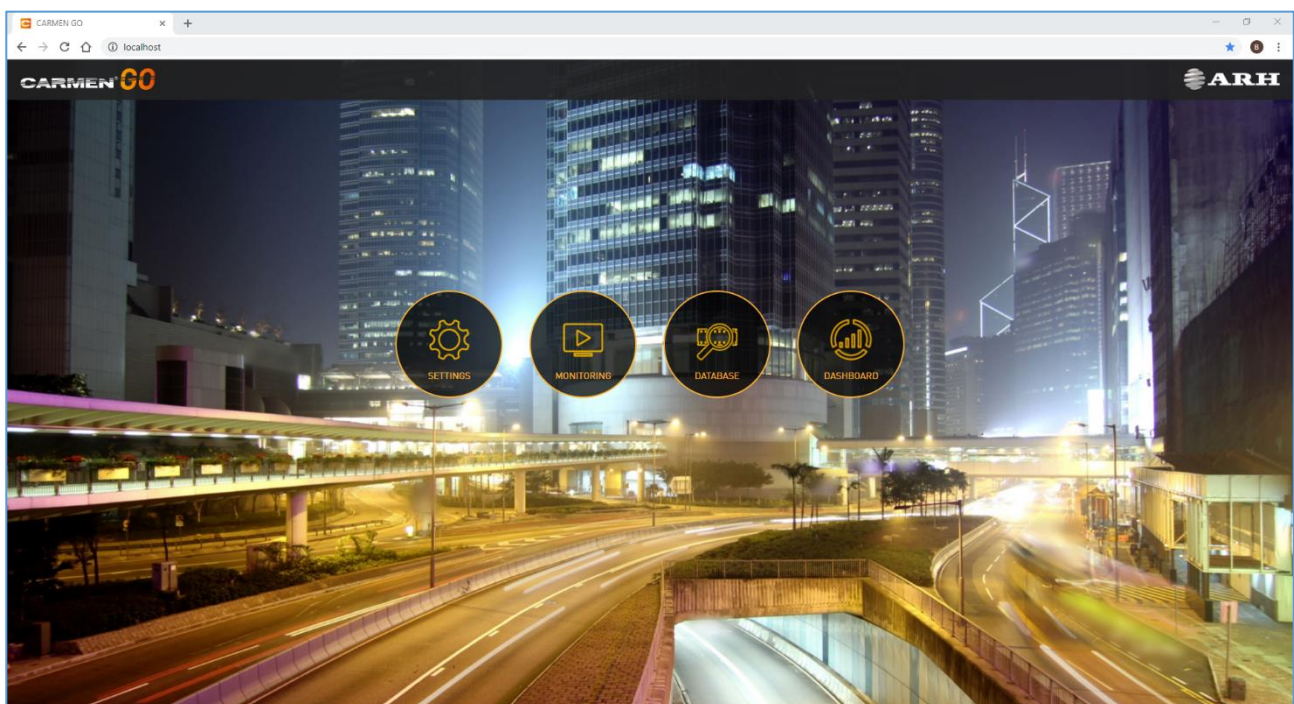 CARMEN GO
localhost
B
CARMEN® GO
ARH
SETTINGS
MONITORING
DATABASE
DASHBOARD